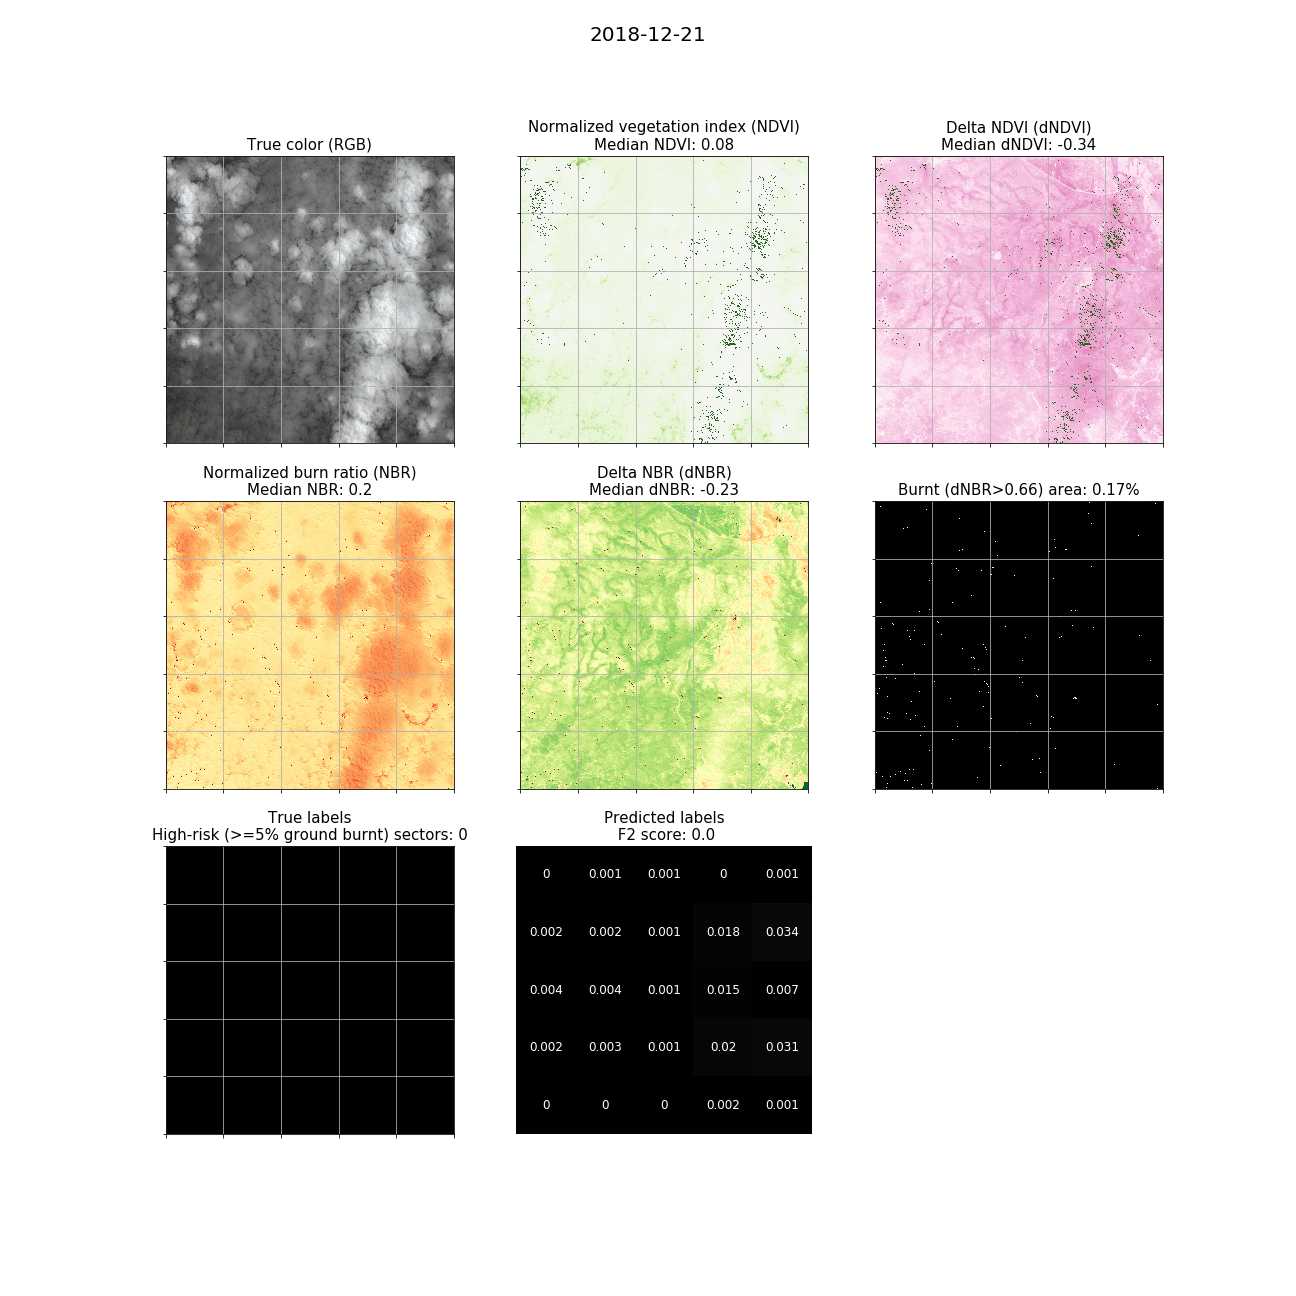 2018-12-21
True color (RGB)
Normalized vegetation index (NDVI)
Median NDVI: 0.08
Delta NDVI (dNDVI)
Median dNDVI: -0.34
Normalized burn ratio (NBR)
Median NBR: 0.2
Delta NBR (dNBR)
Median dNBR: -0.23
Burnt (dNBR>0.66) area: 0.17%
True labels
High-risk (>=5% ground burnt) sectors: 0
Predicted labels
F2 score: 0.0
0 0.001 0.001 0 0.001
0.002 0.002 0.001 0.018 0.034
0.004 0.004 0.001 0.015 0.007
0.002 0.003 0.001 0.02 0.031
0 0 0 0.002 0.001